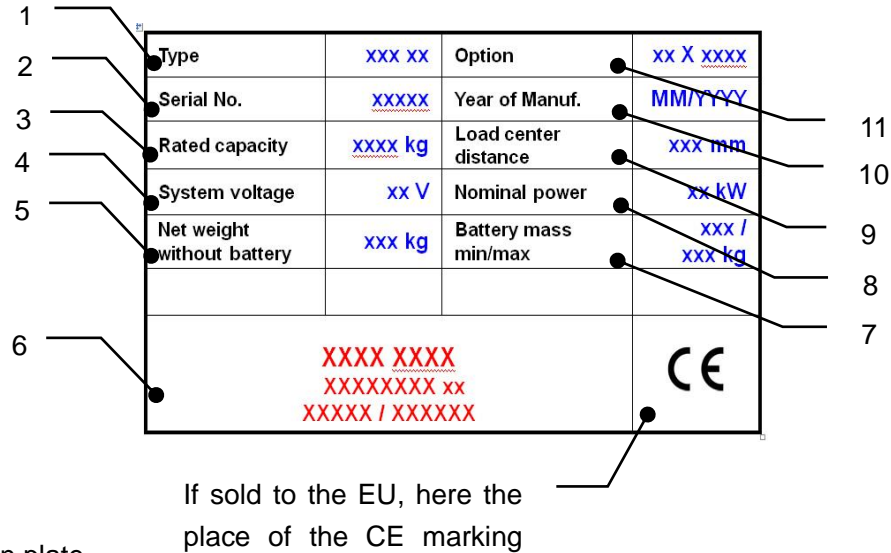 1
Type xxx xx Option xx X xxxx
2
Serial No. xxxxx Year of Manuf. MM/YYYY
3
11
Rated capacity xxxx kg Load center
distance xxx mm
4
10
System voltage xx V Nominal power xx kW
5
9
Net weight
without battery xxx kg Battery mass
min/max xxx /
xxx kg
8
7
6
XXXX XXXX
XXXXXXXX xx
XXXXX / XXXXXX
CE
If sold to the EU, here the
place of the CE marking
n plate